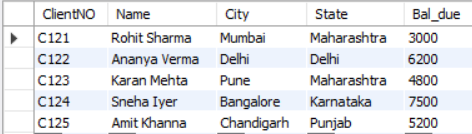 ClientNO Name City State Bal_due
C121 Rohit Sharma Mumbai Maharashtra 3000
C122 Ananya Verma Delhi Delhi 6200
C123 Karan Mehta Pune Maharashtra 4800
C124 Sneha Iyer Bangalore Karnataka 7500
C125 Amit Khanna Chandigarh Punjab 5200